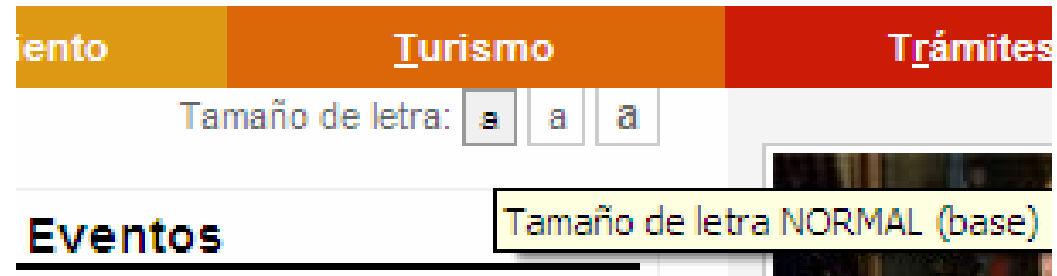 iento Turismo Trámites
Tamaño de letra: a a a
Eventos
Tamaño de letra NORMAL (base)